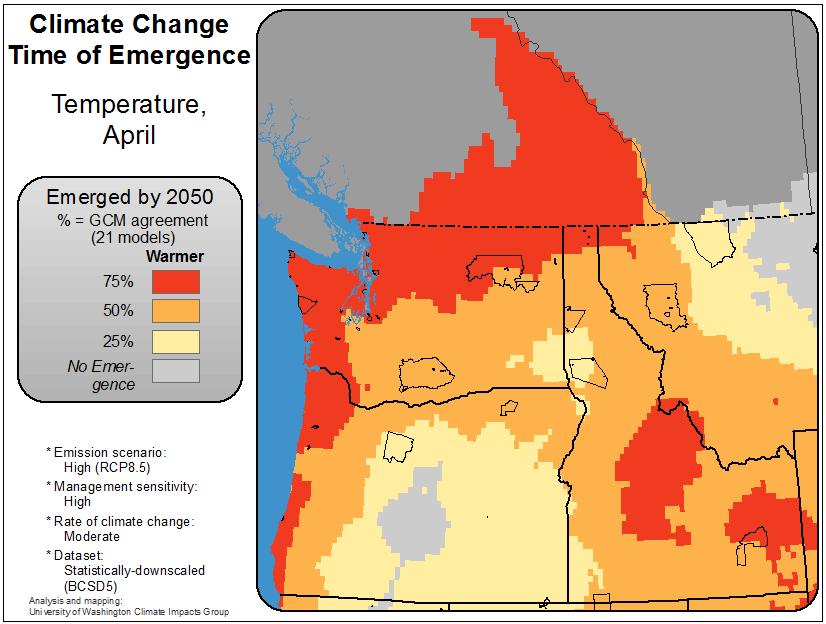 Climate Change
Time of Emergence
Temperature,
April
Emerged by 2050
% = GCM agreement
(21 models)
Warmer
75%
50%
25%
No Emer-
gence
* Emission scenario:
High (RCP8.5)
* Management sensitivity:
High
* Rate of climate change:
Moderate
* Dataset:
Statistically-downscaled
(BCSD5)
Analysis and mapping:
University of Washington Climate Impacts Group